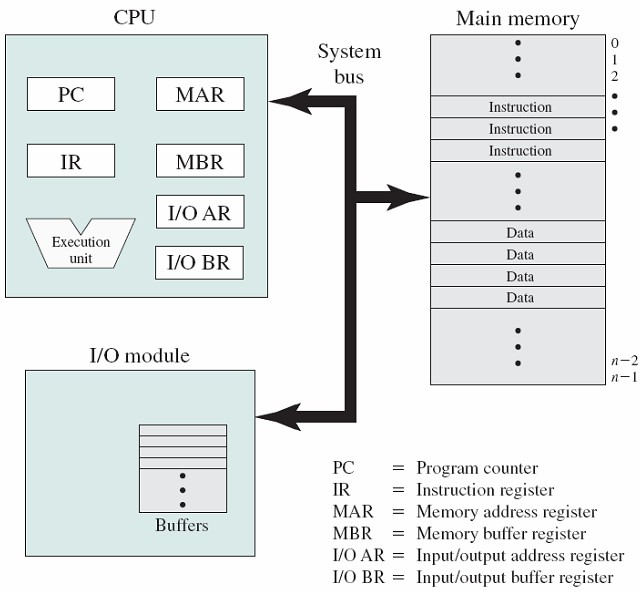 CPU
System
bus
Main memory
PC
MAR
IR
MBR
I/O AR
Execution
unit
I/O BR
0
1
2
Instruction
Instruction
Instruction
Data
Data
Data
Data
n−2
n−1
I/O module
Buffers
PC = Program counter
IR = Instruction register
MAR = Memory address register
MBR = Memory buffer register
I/O AR = Input/output address register
I/O BR = Input/output buffer register